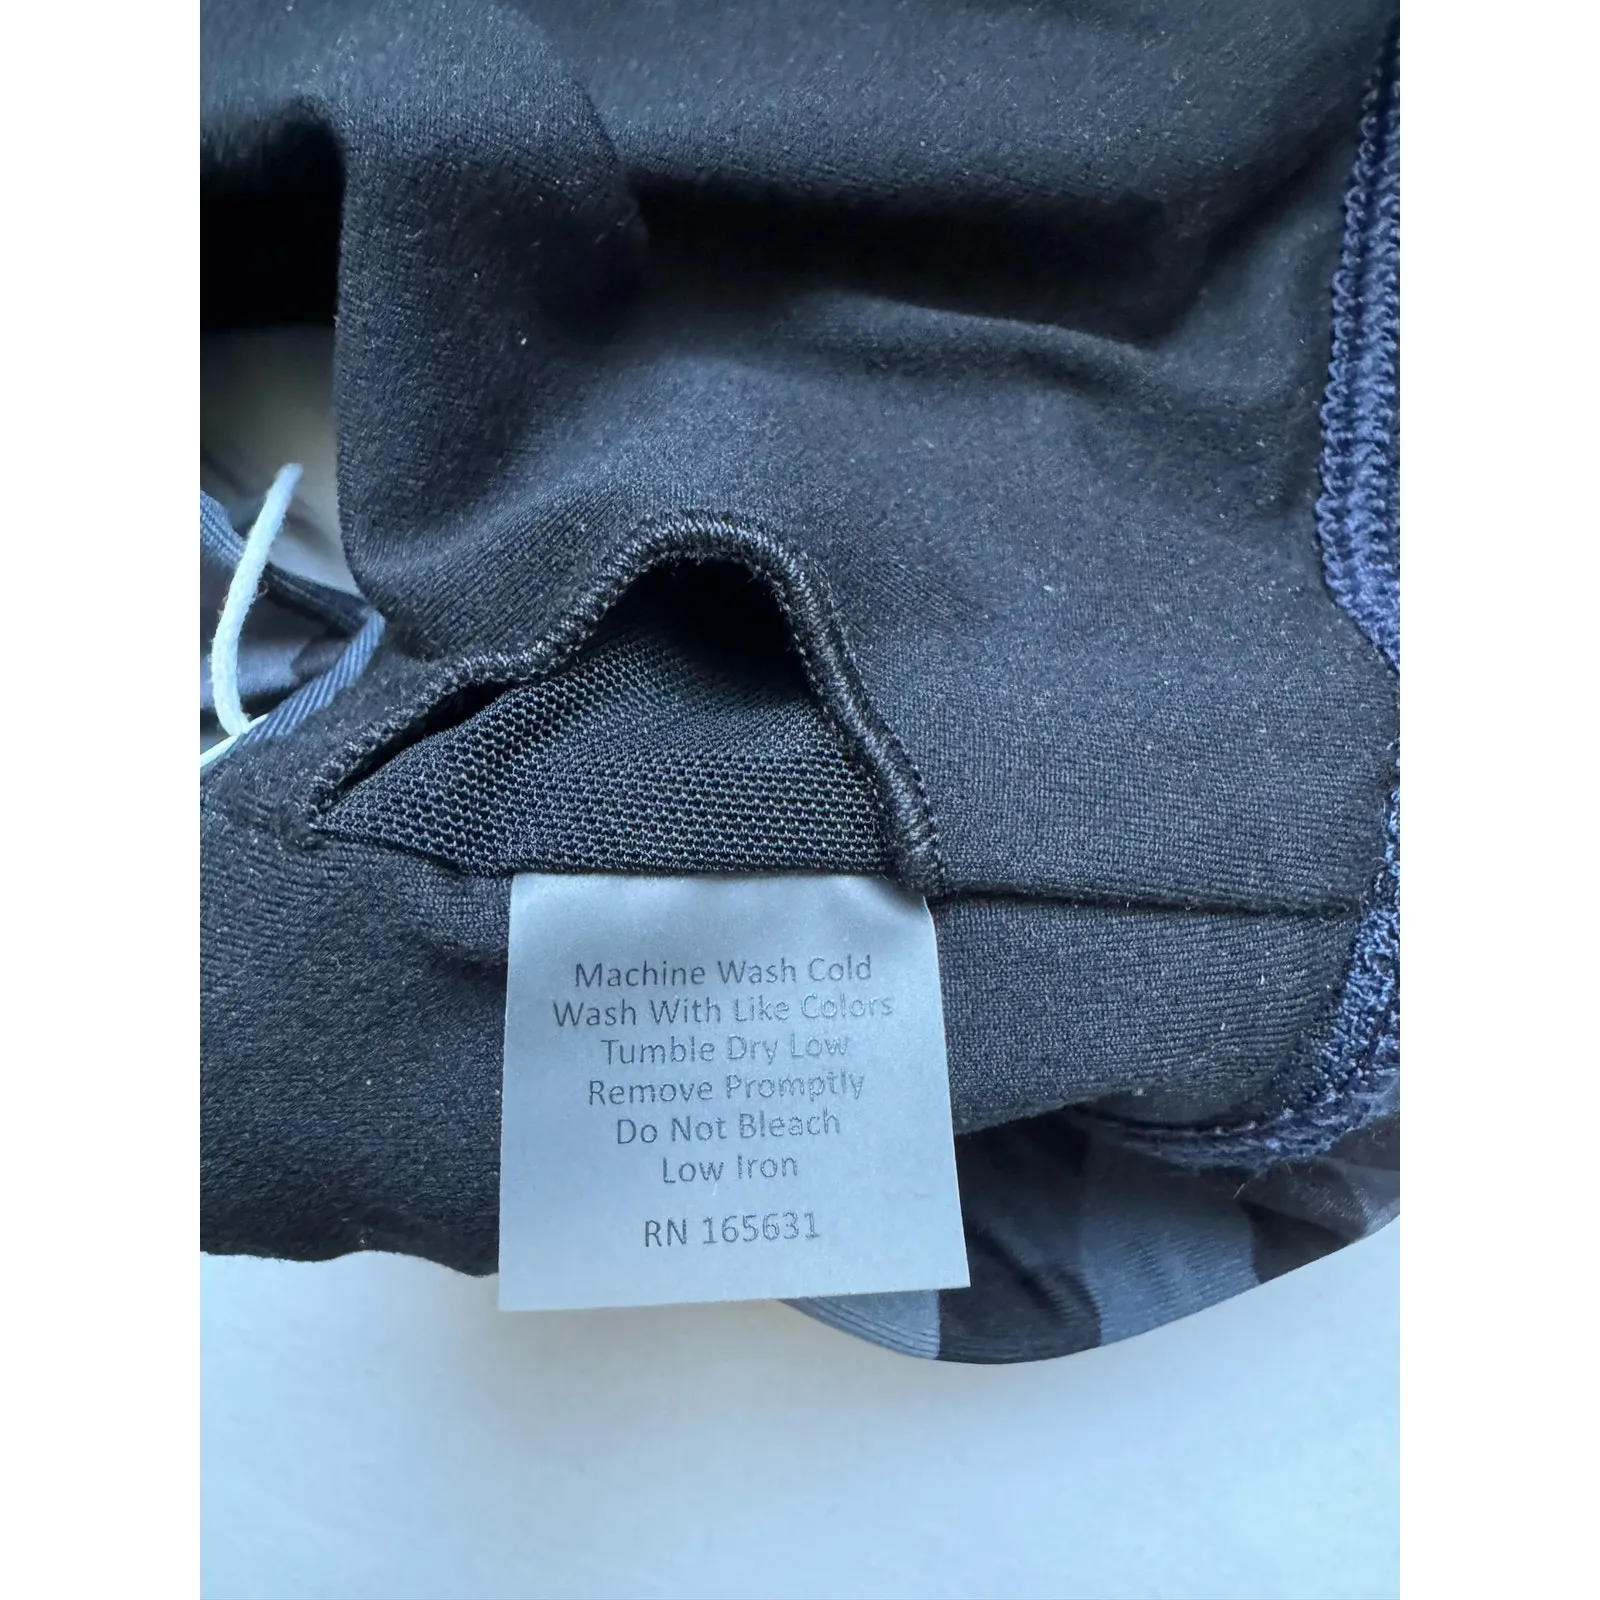 Machine Wash Cold
Wash With Like Colors
Tumble Dry Low
Remove Promptly
Do Not Bleach
Low Iron
RN 165631